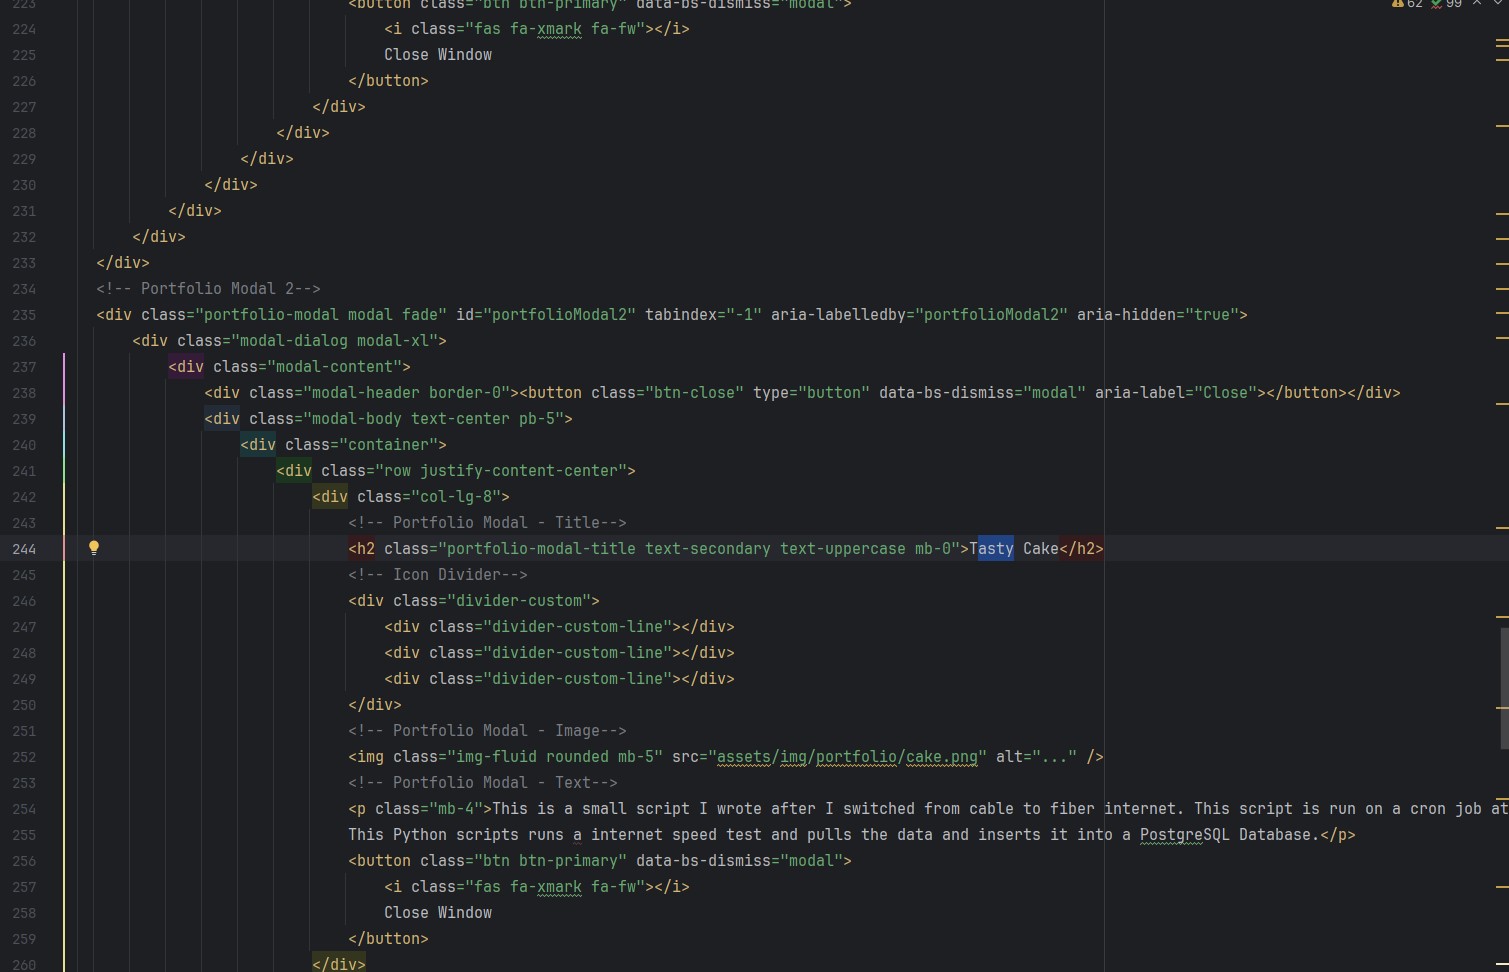 223 <button class="btn btn-primary" data-bs-dismiss="modal"> 62 99
224 <i class="fas fa-xmark fa-fw"></i>
225 Close Window
226 </button>
227 </div>
228 </div>
229 </div>
230 </div>
231 </div>
232 </div>
233 </div>
234 <!-- Portfolio Modal 2-->
235 <div class="portfolio-modal modal fade" id="portfolioModal2" tabindex="-1" aria-labelledby="portfolioModal2" aria-hidden="true">
236 <div class="modal-dialog modal-xl">
237 <div class="modal-content">
238 <div class="modal-header border-0"><button class="btn-close" type="button" data-bs-dismiss="modal" aria-label="Close"></button></div>
239 <div class="modal-body text-center pb-5">
240 <div class="container">
241 <div class="row justify-content-center">
242 <div class="col-lg-8">
243 <!-- Portfolio Modal - Title-->
244 <h2 class="portfolio-modal-title text-secondary text-uppercase mb-0">Tasty Cake</h2>
245 <!-- Icon Divider-->
246 <div class="divider-custom">
247 <div class="divider-custom-line"></div>
248 <div class="divider-custom-line"></div>
249 <div class="divider-custom-line"></div>
250 </div>
251 <!-- Portfolio Modal - Image-->
252 <img class="img-fluid rounded mb-5" src="assets/img/portfolio/cake.png" alt="..." />
253 <!-- Portfolio Modal - Text-->
254 <p class="mb-4">This is a small script I wrote after I switched from cable to fiber internet. This script is run on a cron job at
255 This Python scripts runs a internet speed test and pulls the data and inserts it into a PostgreSQL Database.</p>
256 <button class="btn btn-primary" data-bs-dismiss="modal">
257 <i class="fas fa-xmark fa-fw"></i>
258 Close Window
259 </button>
260 </div>